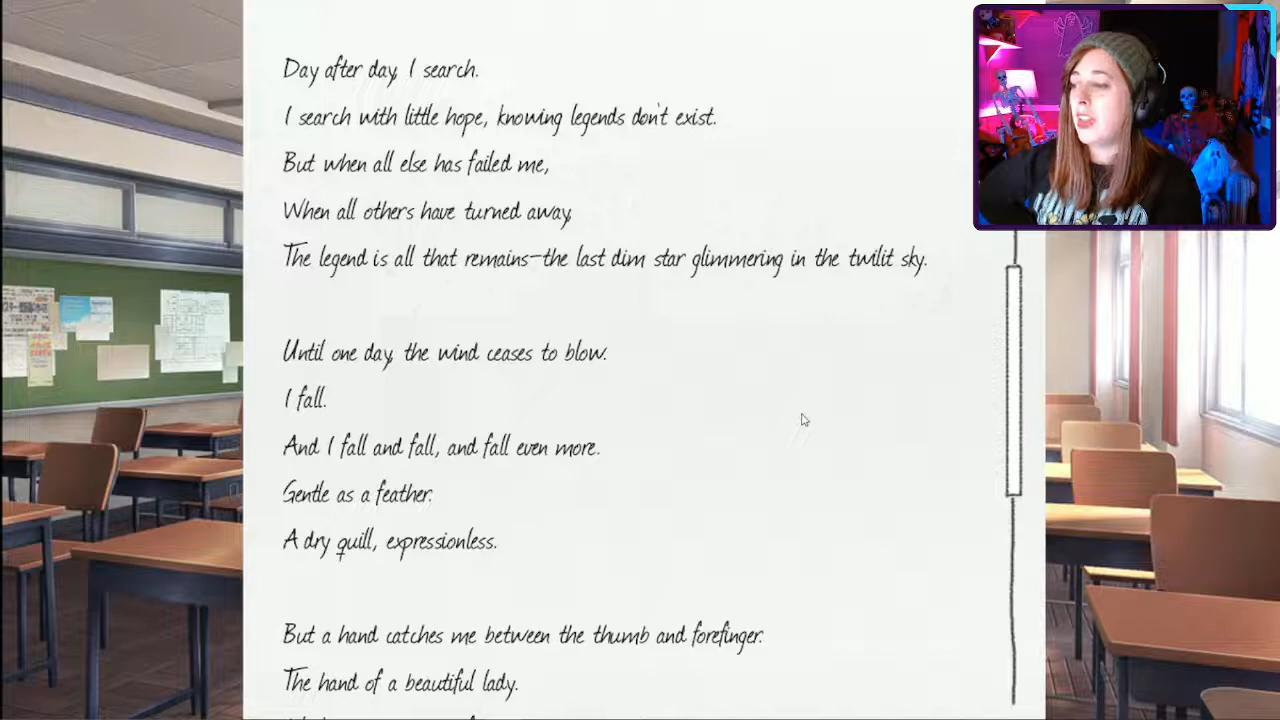 Day after day, I search.
I search with little hope, knowing legends don't exist.
But when all else has failed me,
When all others have turned away,
The legend is all that remains—the last dim star glimmering in the twilit sky.
Until one day, the wind ceases to blow.
I fall.
And I fall and fall, and fall even more.
Gentle as a feather.
A dry quill, expressionless.
But a hand catches me between the thumb and forefinger.
The hand of a beautiful lady.